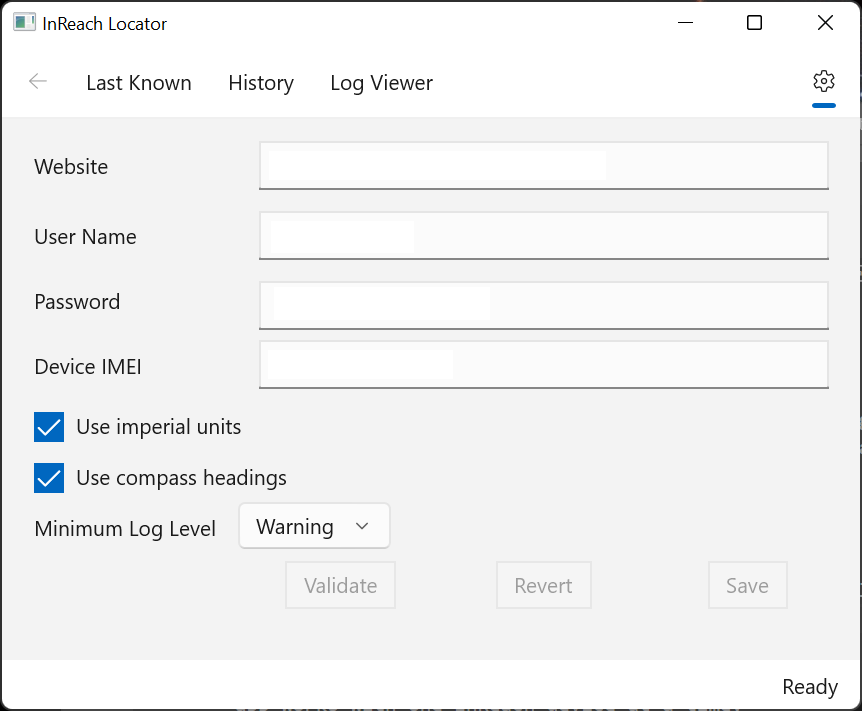 InReach Locator
Last Known History Log Viewer
Website
User Name
Password
Device IMEI
Use imperial units
Use compass headings
Minimum Log Level Warning
Validate Revert Save
Ready